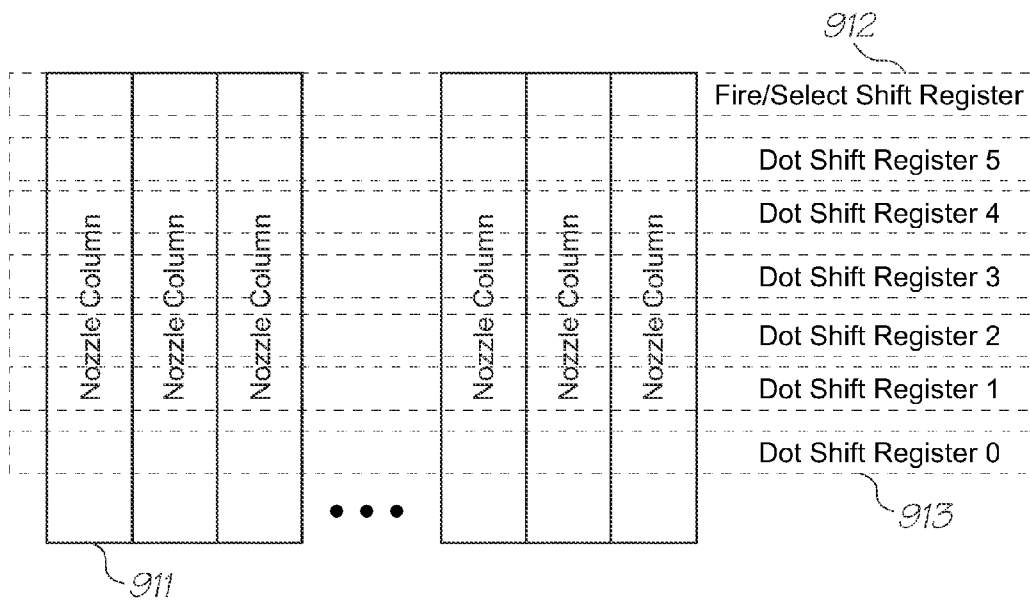 912
Fire/Select Shift Register
Dot Shift Register 5
Dot Shift Register 4
Dot Shift Register 3
Dot Shift Register 2
Dot Shift Register 1
Dot Shift Register 0
Nozzle Column
Nozzle Column
Nozzle Column
Nozzle Column
Nozzle Column
Nozzle Column
913
911